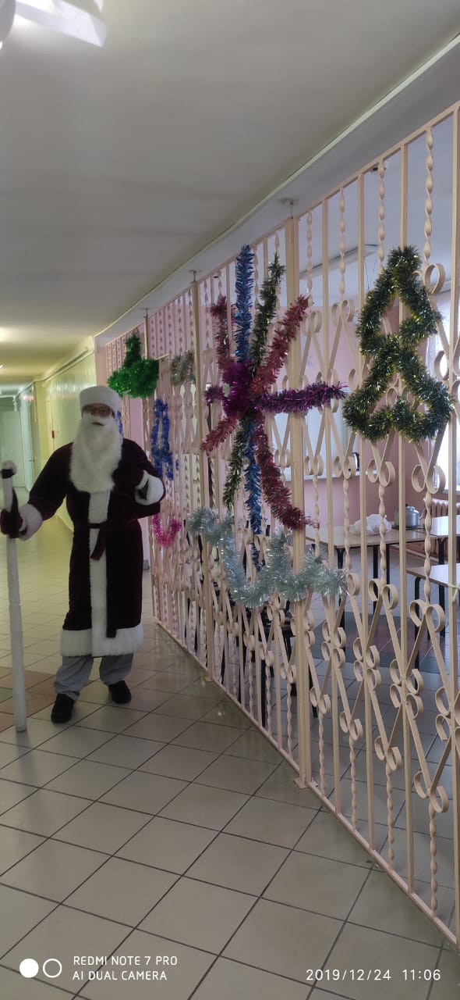 REDMI NOTE 7 PRO
AI DUAL CAMERA
2019/12/24 11:06